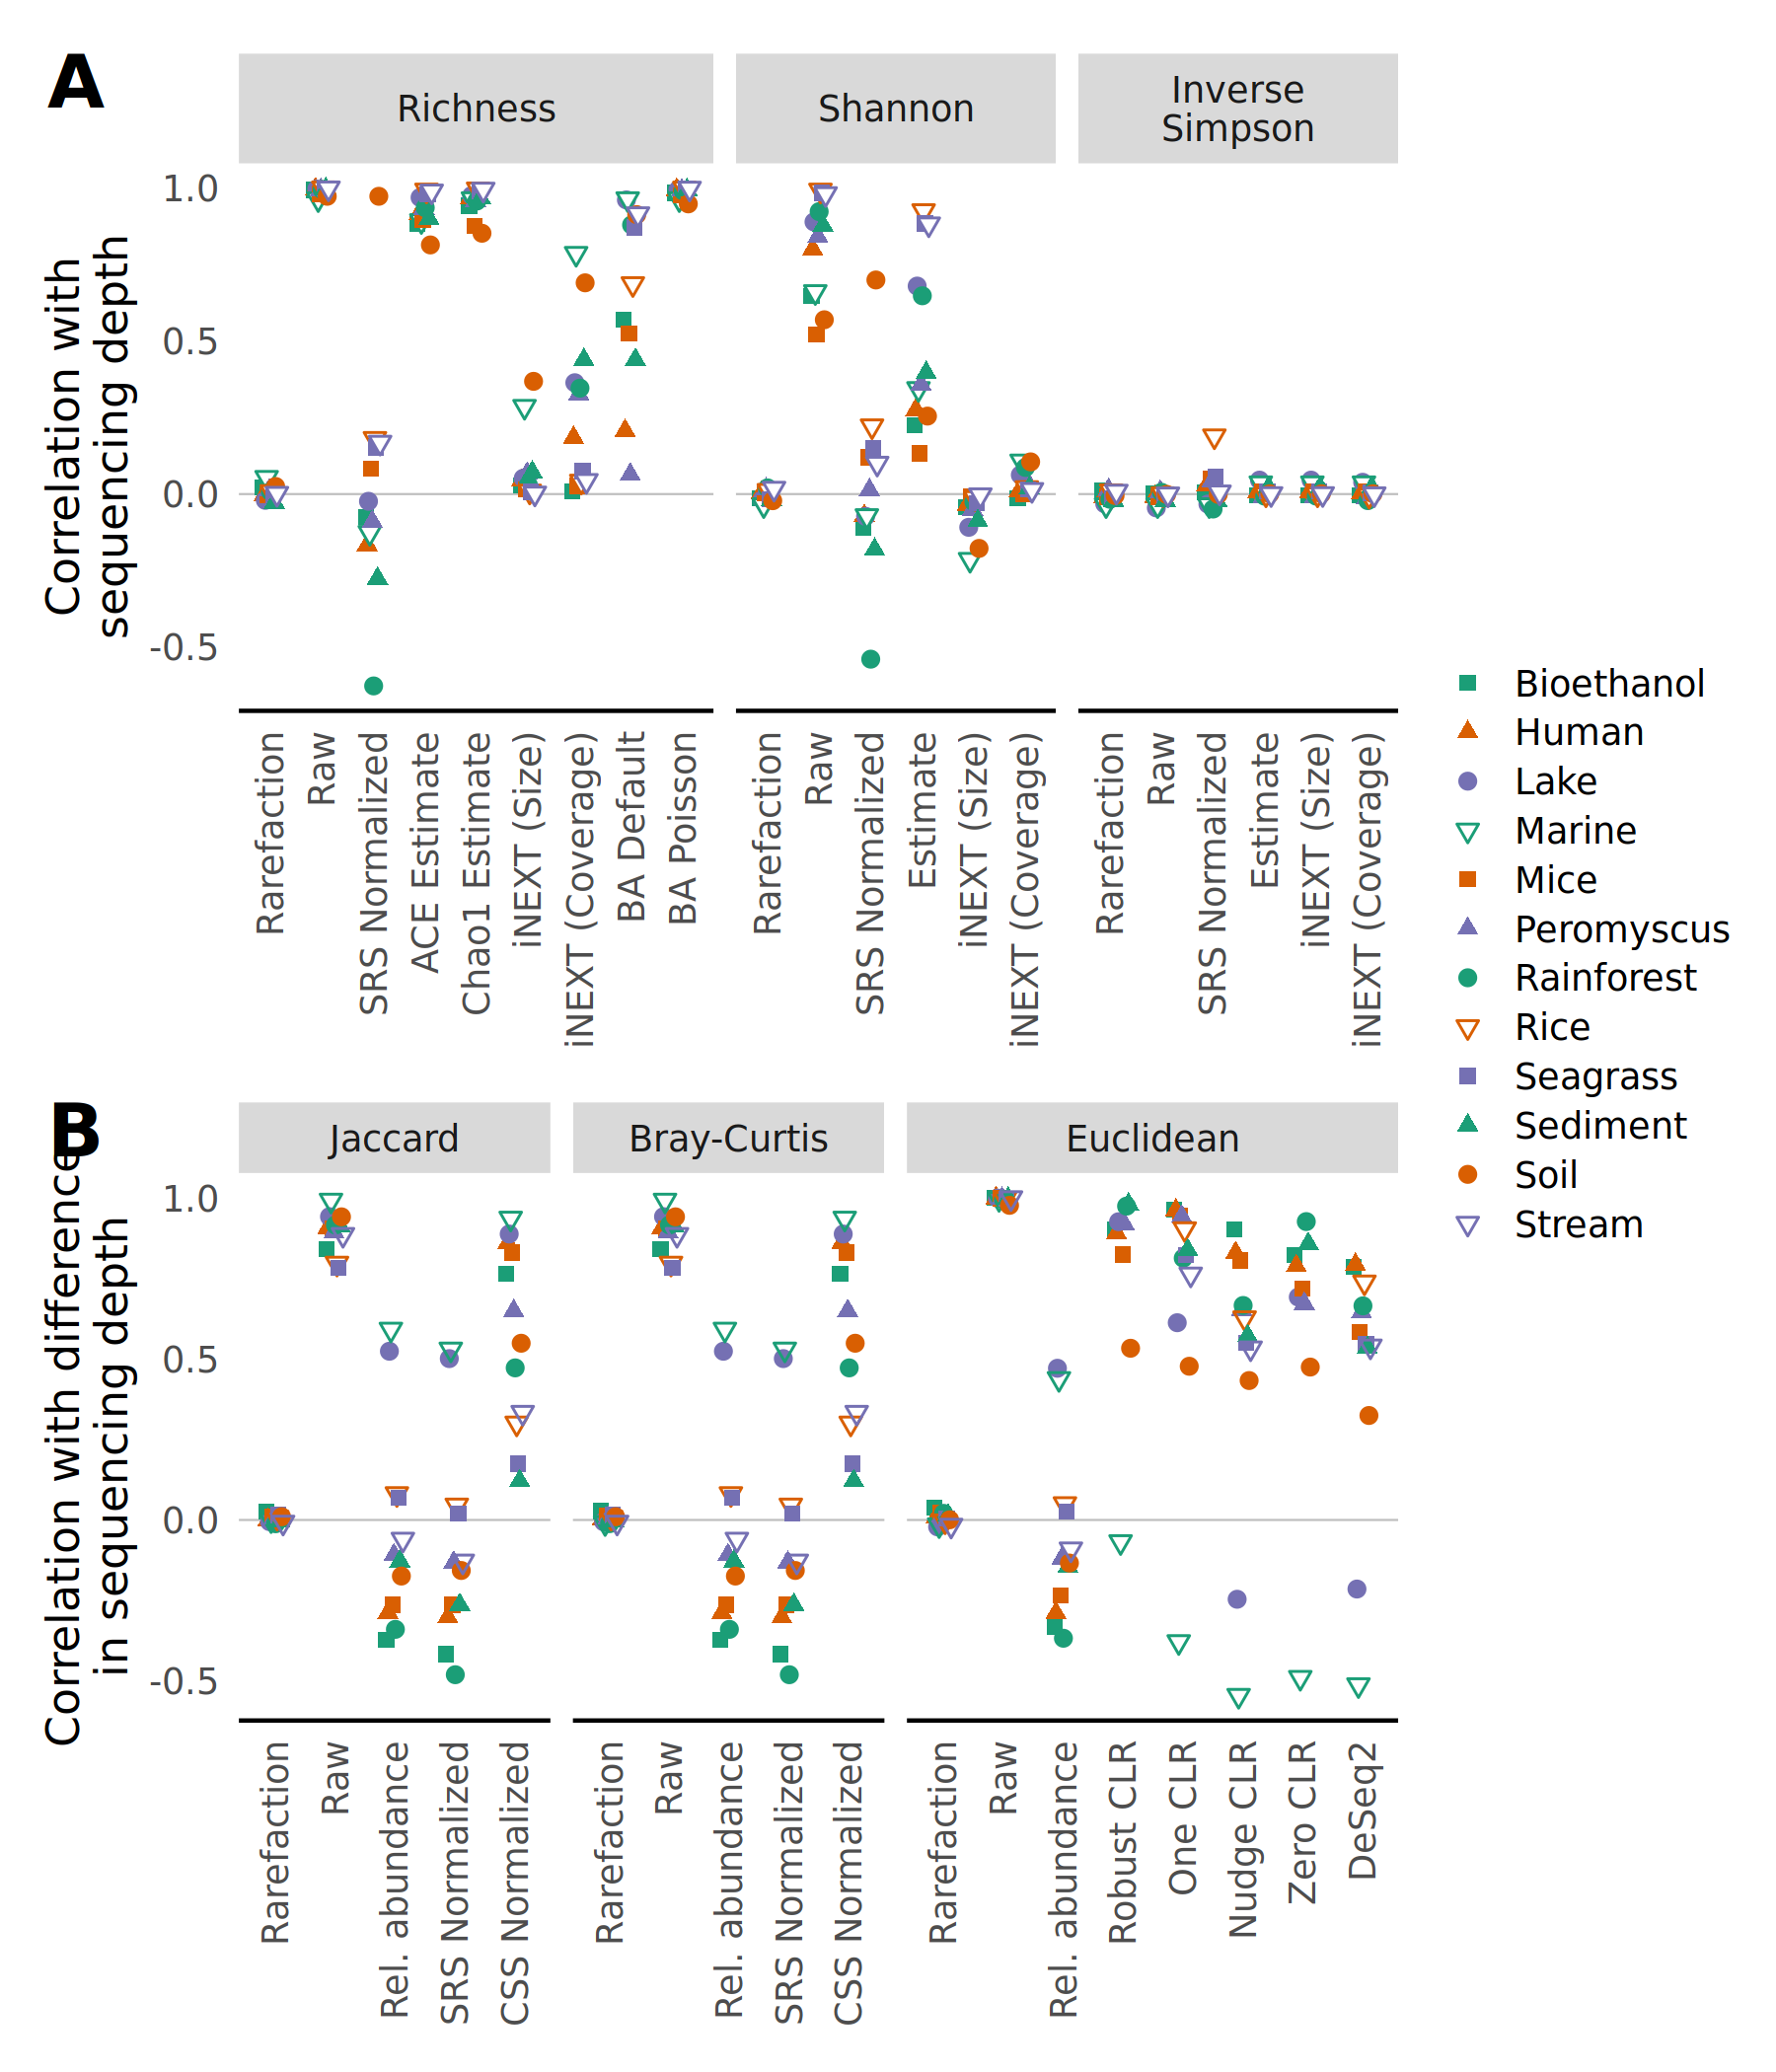 A
Richness
Shannon
Inverse
Simpson
Correlation with
sequencing depth
1.0
0.5
0.0
-0.5
Rarefaction
Raw
SRS Normalized
ACE Estimate
Chao1 Estimate
iNEXT (Size)
iNEXT (Coverage)
BA Default
BA Poisson
Rarefaction
Raw
SRS Normalized
Estimate
iNEXT (Size)
iNEXT (Coverage)
Rarefaction
Raw
SRS Normalized
Estimate
iNEXT (Size)
iNEXT (Coverage)
Bioethanol
Human
Lake
Marine
Mice
Peromyscus
Rainforest
Rice
Seagrass
Sediment
Soil
Stream
B
Jaccard
Bray-Curtis
Euclidean
Correlation with difference
in sequencing depth
1.0
0.5
0.0
-0.5
Rarefaction
Raw
Rel. abundance
SRS Normalized
CSS Normalized
Rarefaction
Raw
Rel. abundance
SRS Normalized
CSS Normalized
Rarefaction
Raw
Rel. abundance
Robust CLR
One CLR
Nudge CLR
Zero CLR
DeSeq2